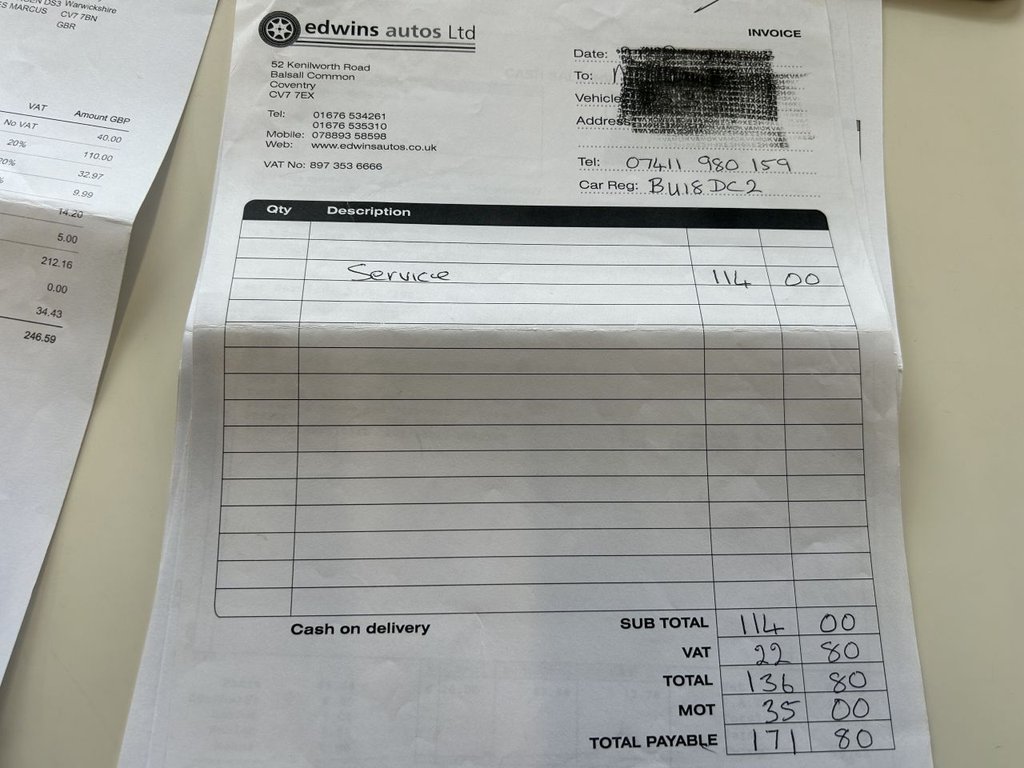 DS3 Warwickshire
MARCUS CV7 7BN
GBR
VAT Amount GBP
No VAT 40.00
20% 110.00
20% 32.97
% 9.99
14.20
5.00
212.16
0.00
34.43
246.59
edwins autos Ltd
INVOICE
52 Kenilworth Road
Balsall Common
Coventry
CV7 7EX
Tel: 01676 534261
01676 535310
Mobile: 078893 58598
Web: www.edwinsautos.co.uk
VAT No: 897 353 6666
Date:
To:
Vehicle
Address
Tel: 07411 980 159
Car Reg: BU18 DC2
Qty Description
Service 114 00
Cash on delivery
SUB TOTAL 114 00
VAT 22 80
TOTAL 136 80
MOT 35 00
TOTAL PAYABLE 171 80